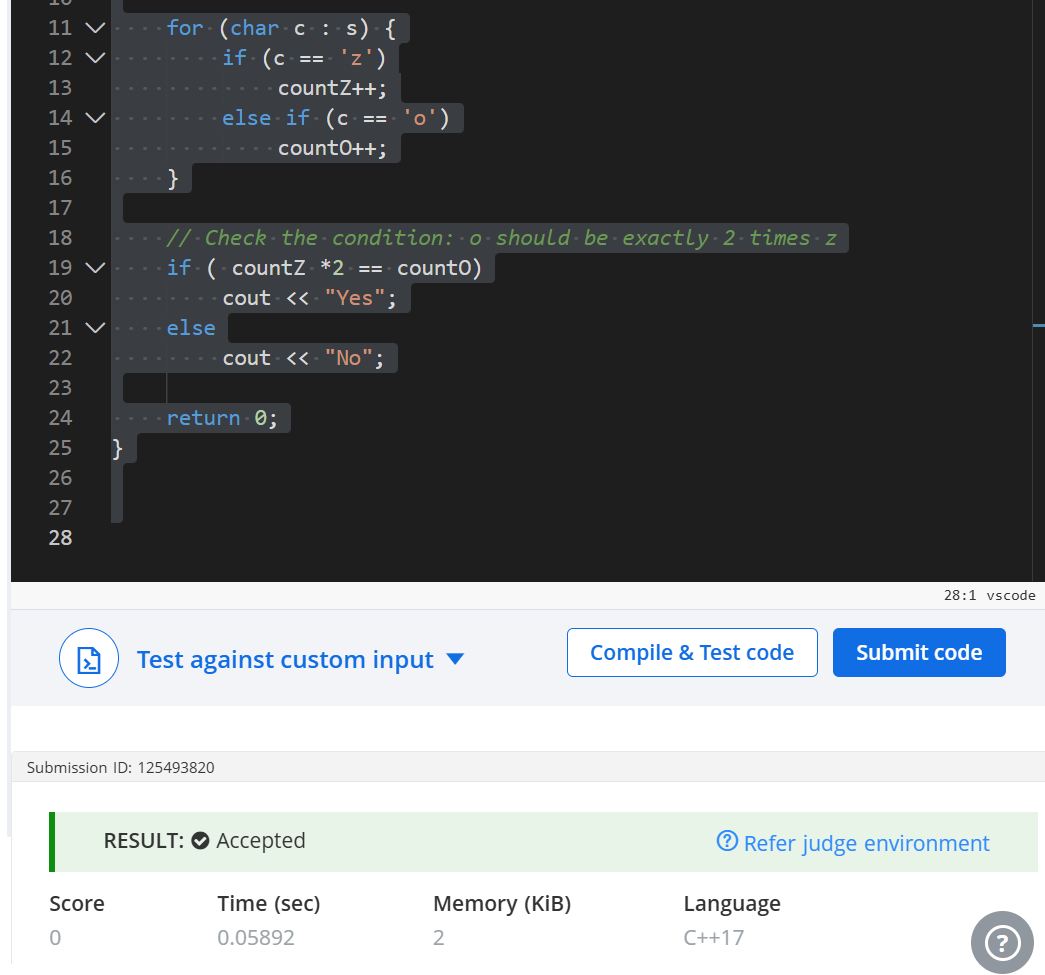 11 for (char c : s) {
12 if (c == 'z')
13 countZ++;
14 else if (c == 'o')
15 countO++;
16 }
17
18 // Check the condition: o should be exactly 2 times z
19 if ( countZ *2 == countO)
20 cout << "Yes";
21 else
22 cout << "No";
23
24 return 0;
25 }
26
27
28
28:1 vscode
Test against custom input
Compile & Test code
Submit code
Submission ID: 125493820
RESULT: Accepted
? Refer judge environment
Score Time (sec) Memory (KiB) Language
0 0.05892 2 C++17
?